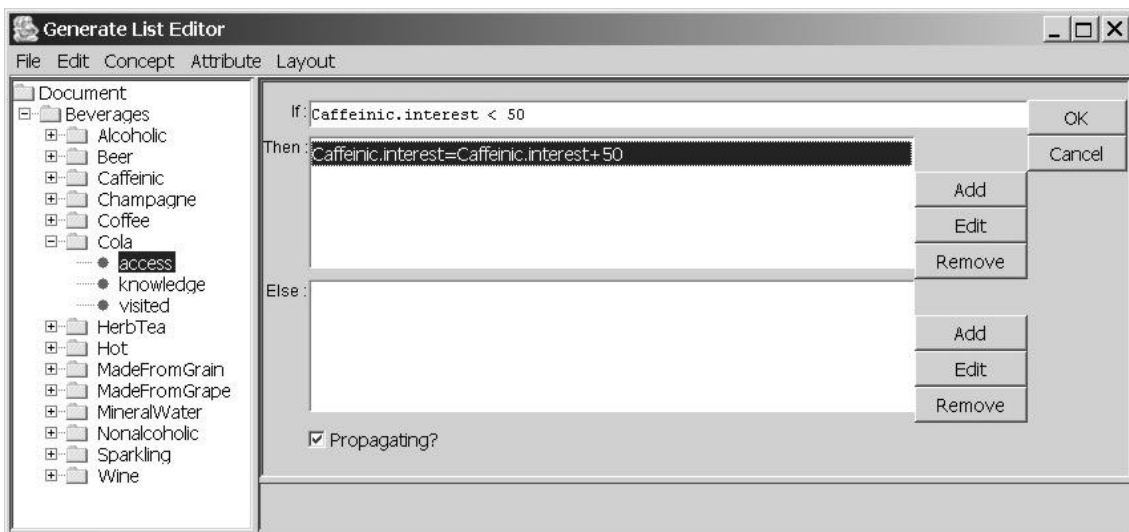 Generate List Editor
File Edit Concept Attribute Layout
Document
Beverages
Alcoholic
Beer
Caffeinic
Champagne
Coffee
Cola
access
knowledge
visited
HerbTea
Hot
MadeFromGrain
MadeFromGrape
MineralWater
Nonalcoholic
Sparkling
Wine
If: Caffeinic.interest < 50
Then: Caffeinic.interest=Caffeinic.interest+50
Add
Edit
Remove
Else:
Add
Edit
Remove
Propagating?
OK
Cancel